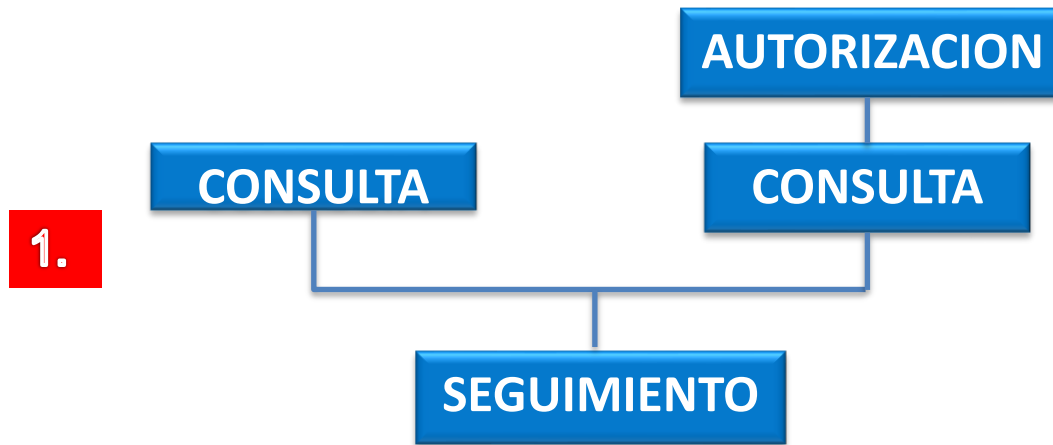 AUTORIZACION
CONSULTA
CONSULTA
1.
SEGUIMIENTO